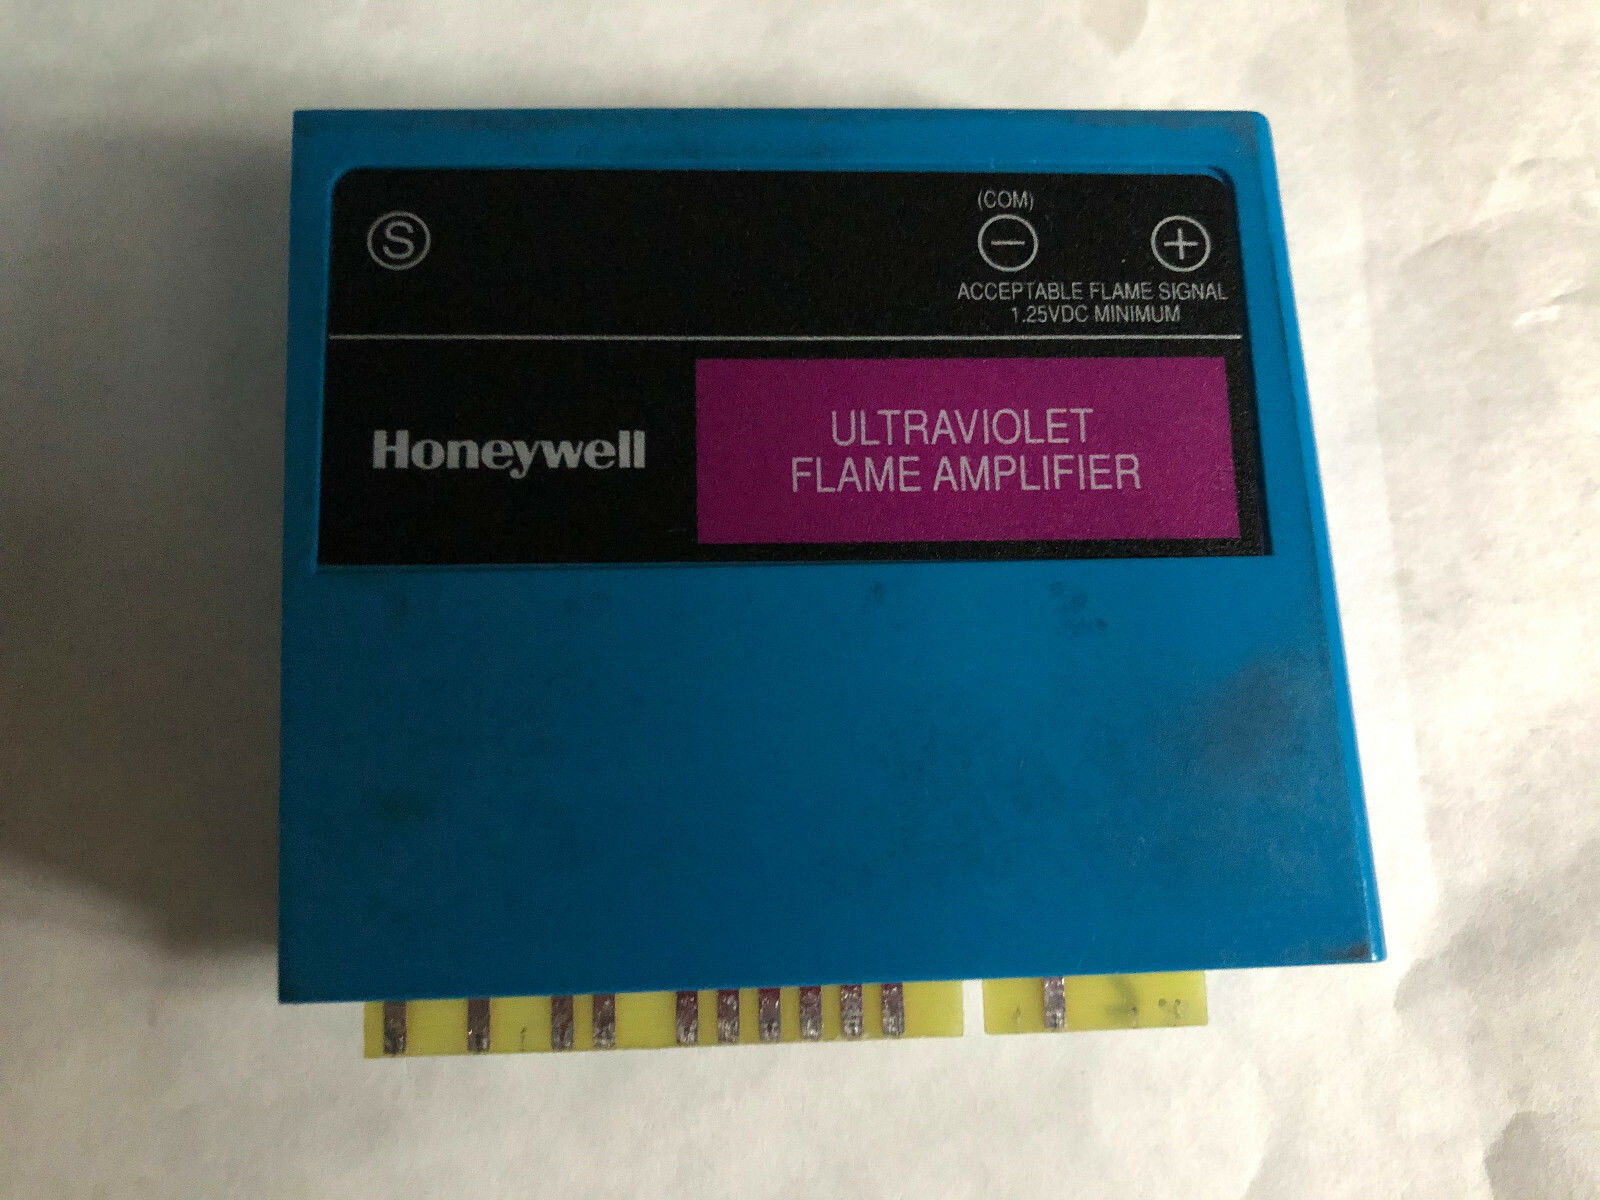 (COM)
S − +
ACCEPTABLE FLAME SIGNAL
1.25VDC MINIMUM
Honeywell
ULTRAVIOLET
FLAME AMPLIFIER